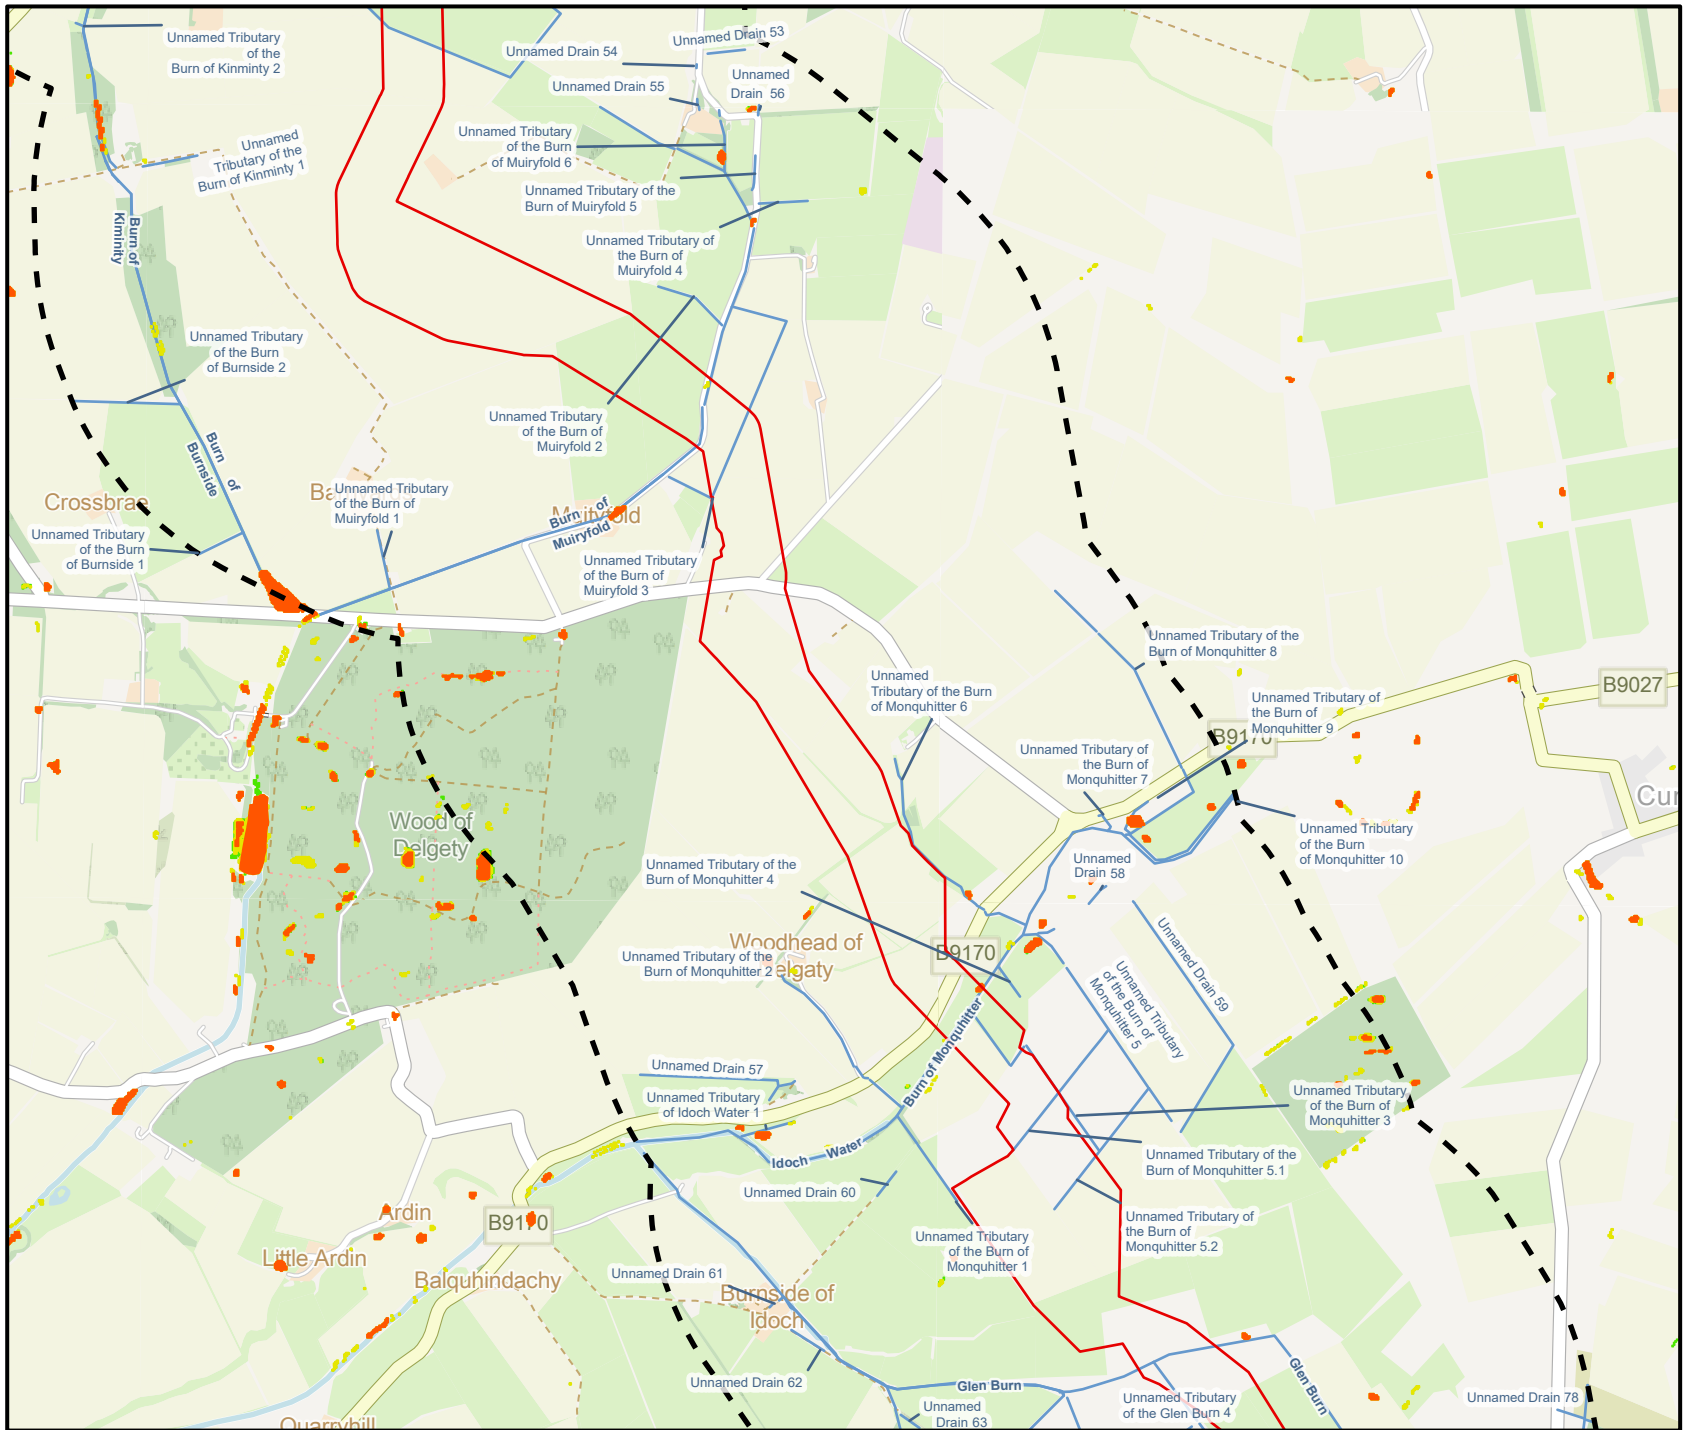 Unnamed Tributary
of the
Burn of Kinminty 2
Unnamed Drain 53
Unnamed Drain 54
Unnamed Drain 55
Unnamed
Drain 56
Unnamed
Tributary of the
Burn of Kinminty 1
Unnamed Tributary
of the Burn
of Muiryfold 6
Unnamed Tributary of the
Burn of Muiryfold 5
Burn of
Kiminity
Unnamed Tributary of
the Burn of
Muiryfold 4
Unnamed Tributary
of the Burn
of Burnside 2
Unnamed Tributary
of the Burn of
Muiryfold 2
Burn of
Burnside
Crossbrae
Ba
Unnamed Tributary
of the Burn of
Muiryfold 1
Muiryfold
Burn of
Muiryfold
Unnamed Tributary
of the Burn
of Burnside 1
Unnamed Tributary
of the Burn of
Muiryfold 3
Unnamed Tributary of the
Burn of Monquhitter 8
Unnamed
Tributary of the Burn
of Monquhitter 6
B9027
Unnamed Tributary of
the Burn of
Monquhitter 9
B9170
Unnamed Tributary of
the Burn of
Monquhitter 7
Cur
Wood of
Delgety
Unnamed Tributary
of the Burn
of Monquhitter 10
Unnamed Tributary of the
Burn of Monquhitter 4
Unnamed
Drain 58
Woodhead of
elgaty
B9170
Unnamed Tributary of the
Burn of Monquhitter 2
Unnamed Drain 59
Unnamed Tributary
of the Burn of
Monquhitter 5
Burn of Monquhitter
Unnamed Drain 57
Unnamed Tributary
of Idoch Water 1
Unnamed Tributary
of the Burn of
Monquhitter 3
Idoch Water
Unnamed Tributary of the
Burn of Monquhitter 5.1
Unnamed Drain 60
Ardin
B9170
Unnamed Tributary of
the Burn of
Monquhitter 5.2
Unnamed Tributary
of the Burn of
Monquhitter 1
Little Ardin
Balquhindachy
Unnamed Drain 61
Burnside of
Idoch
Unnamed Drain 62
Glen Burn
Glen Burn
Unnamed Tributary
of the Glen Burn 4
Unnamed Drain 78
Unnamed
Drain 63
Quarryhill